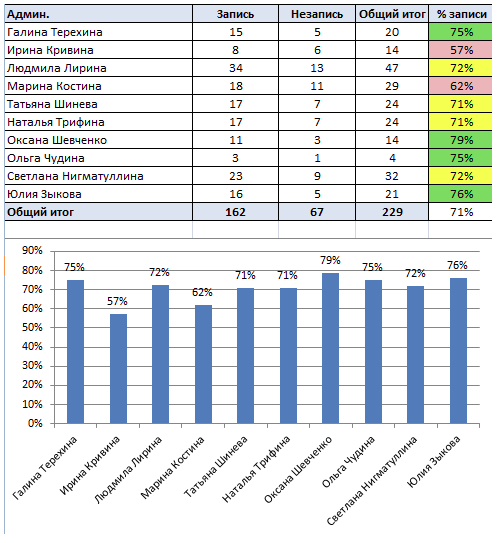 Админ. Запись Незапись Общий итог % записи
Галина Терехина 15 5 20 75%
Ирина Кривина 8 6 14 57%
Людмила Лирина 34 13 47 72%
Марина Костина 18 11 29 62%
Татьяна Шинева 17 7 24 71%
Наталья Трифина 17 7 24 71%
Оксана Шевченко 11 3 14 79%
Ольга Чудина 3 1 4 75%
Светлана Нигматуллина 23 9 32 72%
Юлия Зыкова 16 5 21 76%
Общий итог 162 67 229 71%
90%
80%
70%
60%
50%
40%
30%
20%
10%
0%
75% 57% 72% 62% 71% 71% 79% 75% 72% 76%
Галина Терехина
Ирина Кривина
Людмила Лирина
Марина Костина
Татьяна Шинева
Наталья Трифина
Оксана Шевченко
Ольга Чудина
Светлана Нигматуллина
Юлия Зыкова